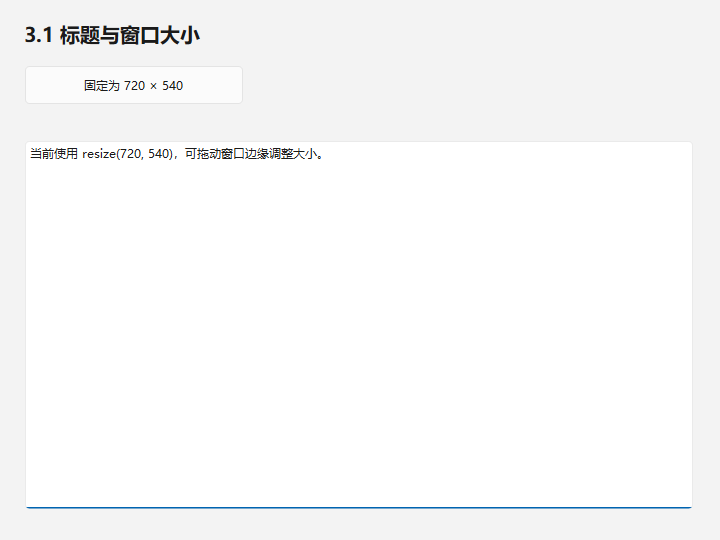 3.1 标题与窗口大小
固定为 720 × 540
当前使用 resize(720, 540)，可拖动窗口边缘调整大小。